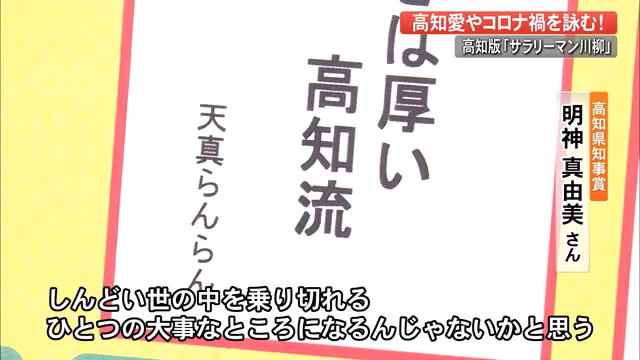 高知愛やコロナ禍を詠む!
高知版「サラリーマン川柳」
高知県知事賞
明神 真由美 さん
は厚い
高知流
天真らんらん
しんどい世の中を乗り切れる
ひとつの大事なところになるんじゃないかと思う